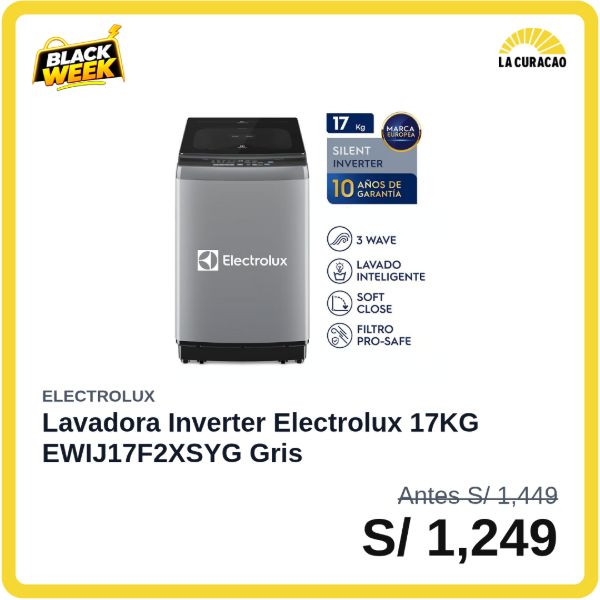 BLACK
WEEK
LA CURACAO
17 Kg
MARCA
EUROPEA
SILENT
INVERTER
10 AÑOS DE
GARANTÍA
Electrolux
3 WAVE
LAVADO
INTELIGENTE
SOFT
CLOSE
FILTRO
PRO-SAFE
ELECTROLUX
Lavadora Inverter Electrolux 17KG
EWIJ17F2XSYG Gris
Antes S/ 1,449
S/ 1,249